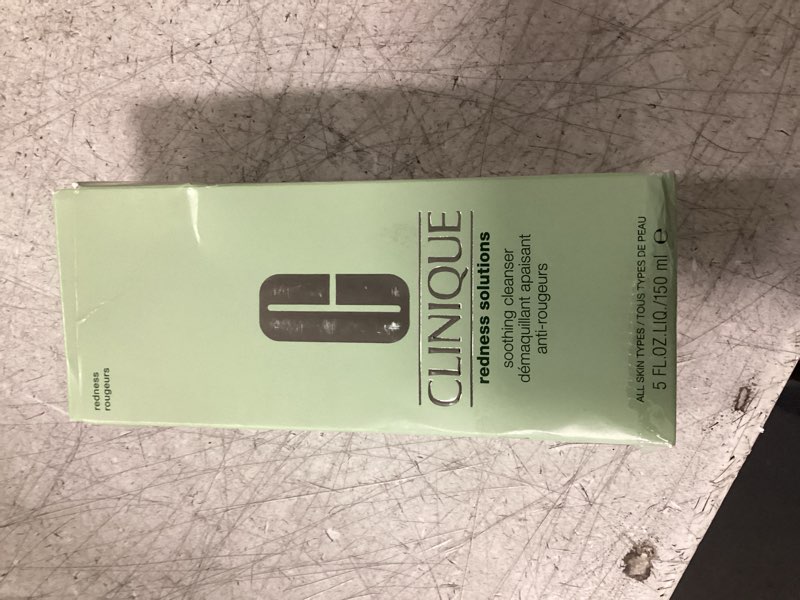 redness
rougeurs
CLINIQUE
redness solutions
soothing cleanser
démaquillant apaisant
anti-rougeurs
ALL SKIN TYPES / TOUS TYPES DE PEAU
5 FL.OZ.LIQ./150 ml ℮